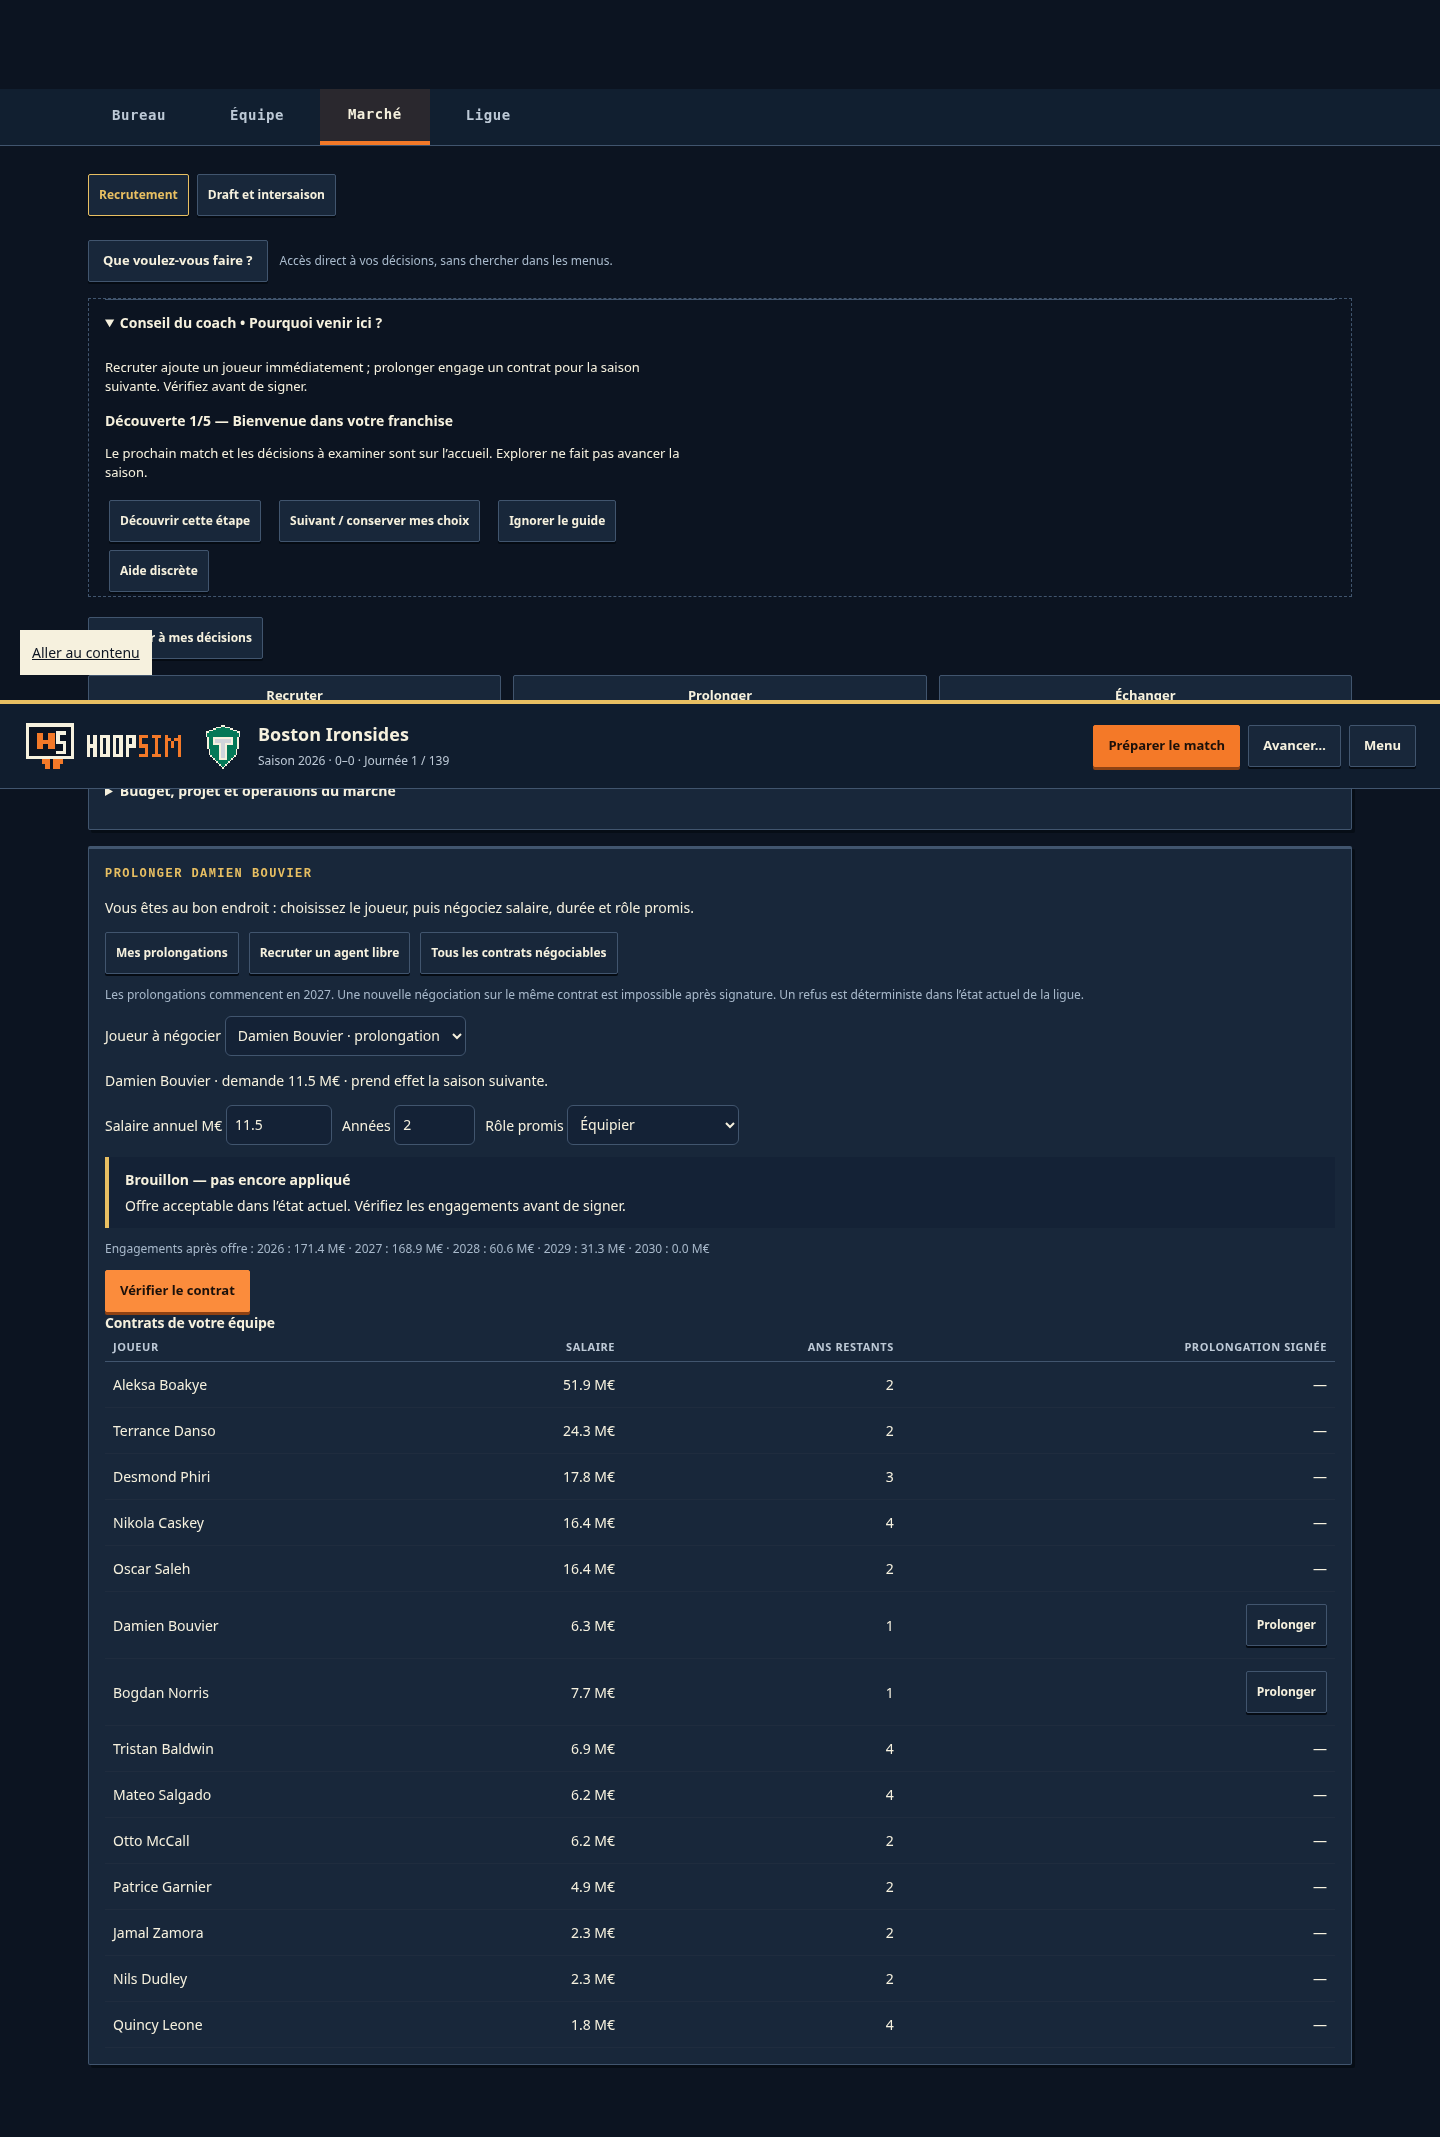 Bureau Équipe Marché Ligue
Recrutement Draft et intersaison
Que voulez-vous faire ? Accès direct à vos décisions, sans chercher dans les menus.
▼ Conseil du coach • Pourquoi venir ici ?
Recruter ajoute un joueur immédiatement ; prolonger engage un contrat pour la saison
suivante. Vérifiez avant de signer.
Découverte 1/5 — Bienvenue dans votre franchise
Le prochain match et les décisions à examiner sont sur l’accueil. Explorer ne fait pas avancer la
saison.
Découvrir cette étape Suivant / conserver mes choix Ignorer le guide
Aide discrète
à mes décisions
Aller au contenu
Recruter Prolonger Échanger
HS HOOPSIM T Boston Ironsides
Saison 2026 · 0–0 · Journée 1 / 139
Préparer le match Avancer... Menu
▶ Budget, projet et opérations du marché
PROLONGER DAMIEN BOUVIER
Vous êtes au bon endroit : choisissez le joueur, puis négociez salaire, durée et rôle promis.
Mes prolongations Recruter un agent libre Tous les contrats négociables
Les prolongations commencent en 2027. Une nouvelle négociation sur le même contrat est impossible après signature. Un refus est déterministe dans l’état actuel de la ligue.
Joueur à négocier Damien Bouvier · prolongation
Damien Bouvier · demande 11.5 M€ · prend effet la saison suivante.
Salaire annuel M€ 11.5 Années 2 Rôle promis Équipier
Brouillon — pas encore appliqué
Offre acceptable dans l’état actuel. Vérifiez les engagements avant de signer.
Engagements après offre : 2026 : 171.4 M€ · 2027 : 168.9 M€ · 2028 : 60.6 M€ · 2029 : 31.3 M€ · 2030 : 0.0 M€
Vérifier le contrat
Contrats de votre équipe
JOUEUR SALAIRE ANS RESTANTS PROLONGATION SIGNÉE
Aleksa Boakye 51.9 M€ 2 —
Terrance Danso 24.3 M€ 2 —
Desmond Phiri 17.8 M€ 3 —
Nikola Caskey 16.4 M€ 4 —
Oscar Saleh 16.4 M€ 2 —
Damien Bouvier 6.3 M€ 1 Prolonger
Bogdan Norris 7.7 M€ 1 Prolonger
Tristan Baldwin 6.9 M€ 4 —
Mateo Salgado 6.2 M€ 4 —
Otto McCall 6.2 M€ 2 —
Patrice Garnier 4.9 M€ 2 —
Jamal Zamora 2.3 M€ 2 —
Nils Dudley 2.3 M€ 2 —
Quincy Leone 1.8 M€ 4 —